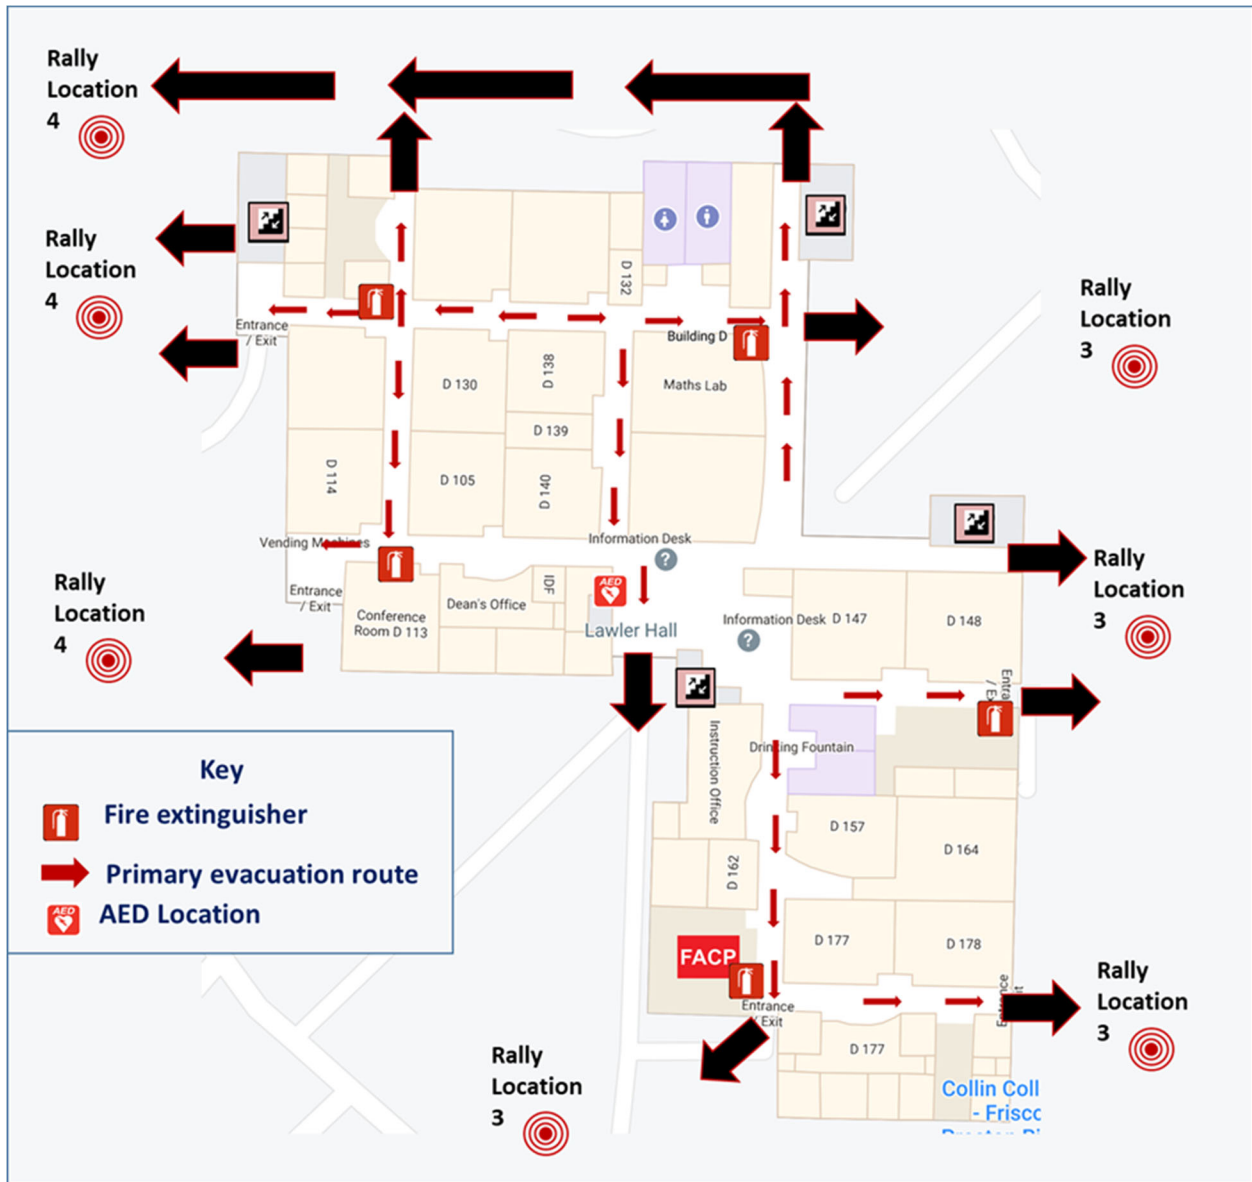 Rally
Location
4
Rally
Location
4
Rally
Location
3
Entrance
/ Exit
D 132
Building D
D 130
D 138
Maths Lab
D 139
D 114
D 105
D 140
Vending Machines
Information Desk
?
Rally
Location
3
Rally
Location
4
Entrance
/ Exit
Conference
Room D 113
Dean's Office
IDF
AED
Lawler Hall
Information Desk
?
D 147
D 148
Instruction Office
Drinking Fountain
D 157
D 164
D 162
D 177
D 178
FACP
Entrance
/ Exit
D 177
Rally
Location
3
Rally
Location
3
Collin Coll
- Frisco
Key
Fire extinguisher
Primary evacuation route
AED
AED Location